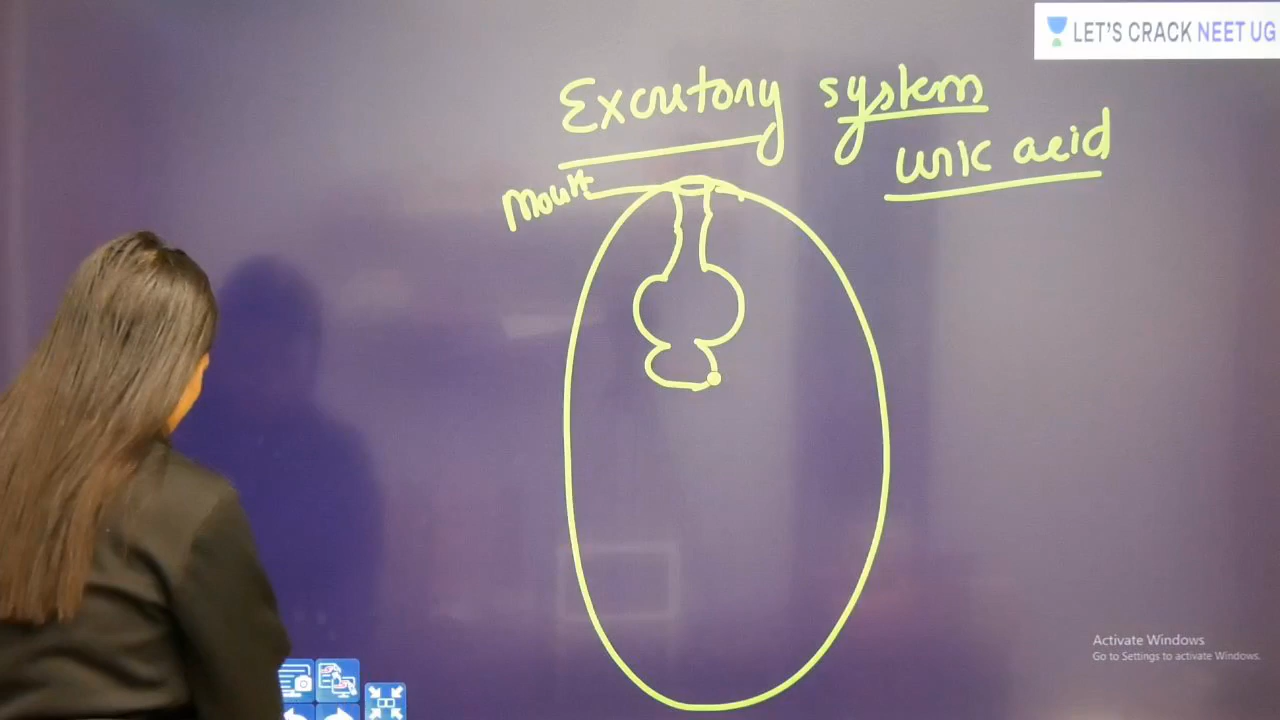 LET'S CRACK NEET UG
Excretory system
uric acid
Mouth
Activate Windows
Go to Settings to activate Windows.